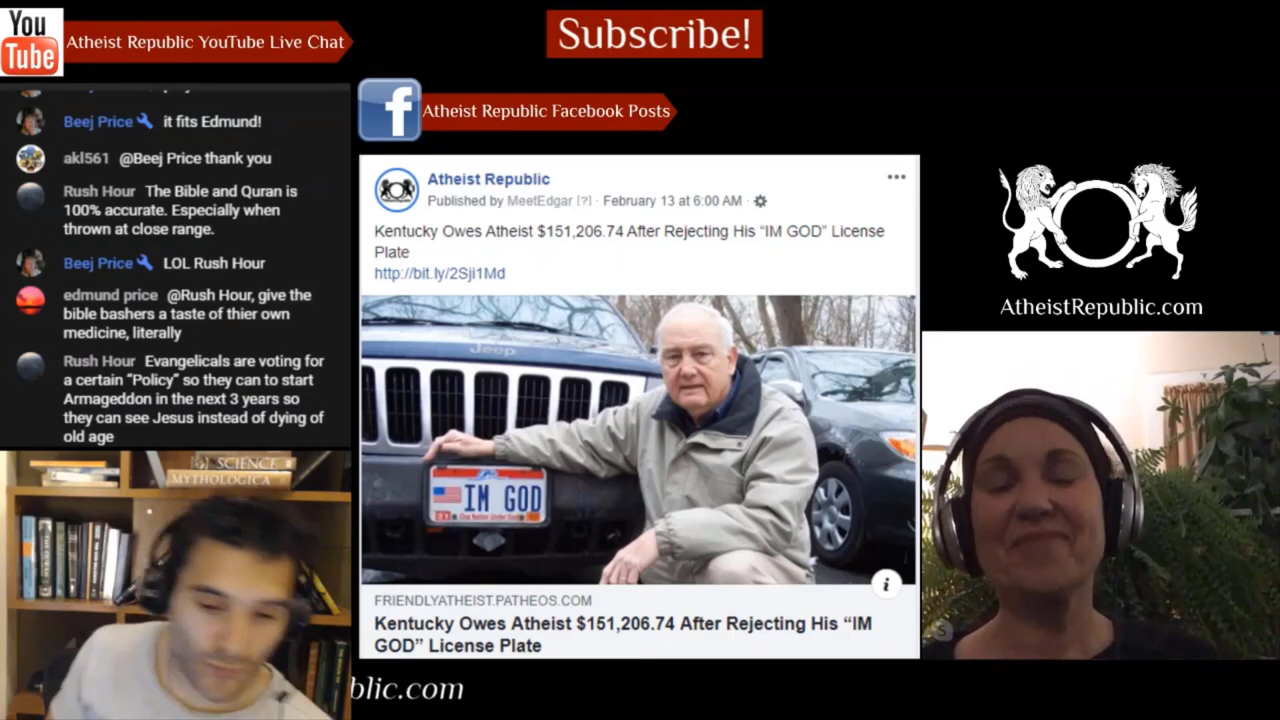 You
Tube
Atheist Republic YouTube Live Chat
Subscribe!
Beej Price it fits Edmund!
akl561 @Beej Price thank you
Rush Hour The Bible and Quran is
100% accurate. Especially when
thrown at close range.
Beej Price LOL Rush Hour
edmund price @Rush Hour, give the
bible bashers a taste of thier own
medicine, literally
Rush Hour Evangelicals are voting for
a certain “Policy” so they can to start
Armageddon in the next 3 years so
they can see Jesus instead of dying of
old age
f
Atheist Republic Facebook Posts
Atheist Republic
Published by MeetEdgar [?] · February 13 at 6:00 AM ·
Kentucky Owes Atheist $151,206.74 After Rejecting His “IM GOD” License
Plate
http://bit.ly/2Sji1Md
Jeep
IM GOD
One Nation Under God
i
FRIENDLYATHEIST.PATHEOS.COM
Kentucky Owes Atheist $151,206.74 After Rejecting His “IM
GOD” License Plate
AtheistRepublic.com
SCIENCE
MYTHOLOGICA
S
blic.com